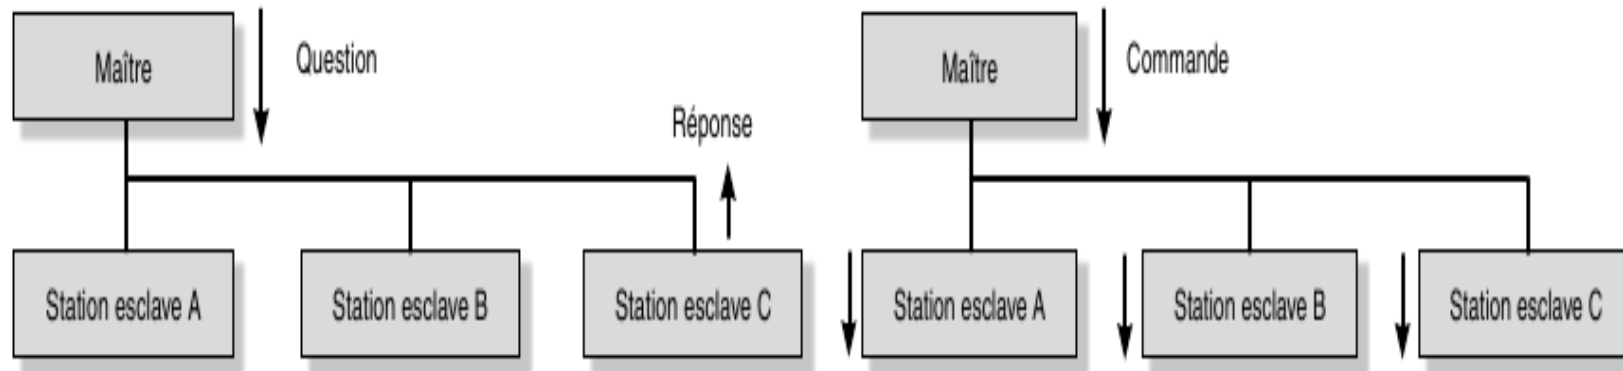 Maître
Question
Réponse
Station esclave A
Station esclave B
Station esclave C
Maître
Commande
Station esclave A
Station esclave B
Station esclave C